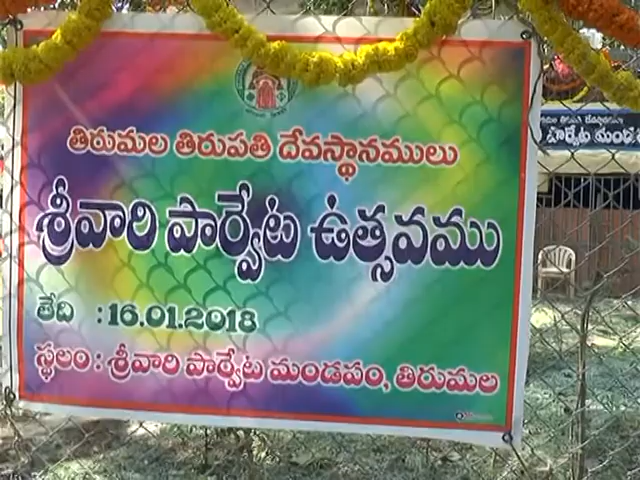 తిరుమల తిరుపతి దేవస్థానములు
శ్రీవారి పార్వేట ఉత్సవము
తేది : 16.01.2018
స్థలం : శ్రీవారి పార్వేట మండపం, తిరుమల
పార్వేట మండ